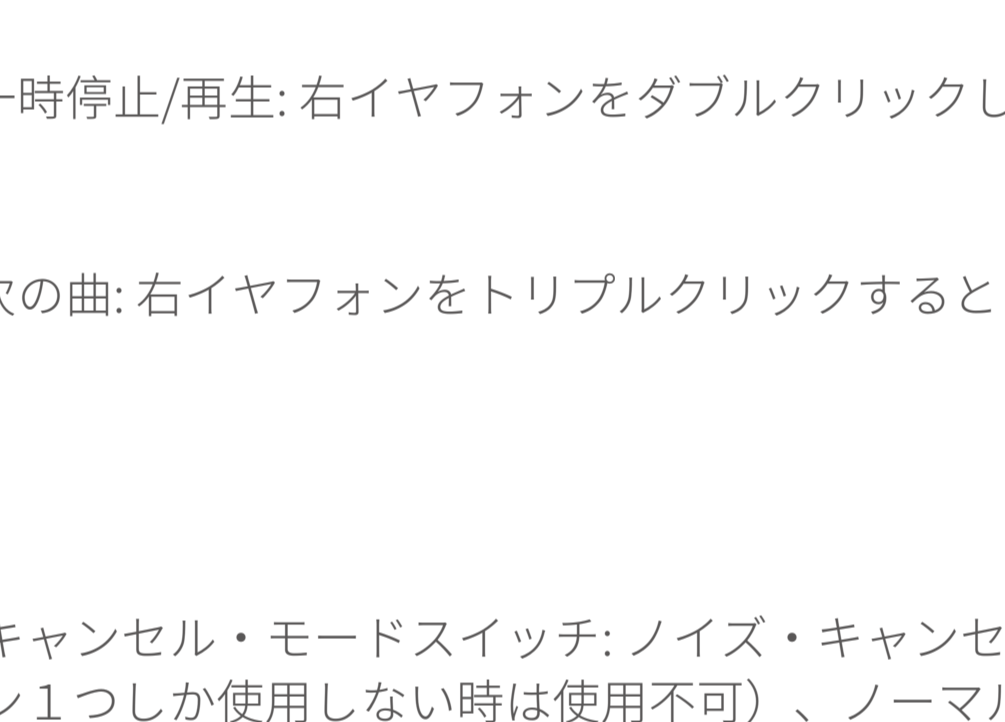 一時停止/再生: 右イヤフォンをダブルクリックし
次の曲: 右イヤフォンをトリプルクリックすると
キャンセル・モードスイッチ: ノイズ・キャンセ
ン１つしか使用しない時は使用不可）、ノーマル